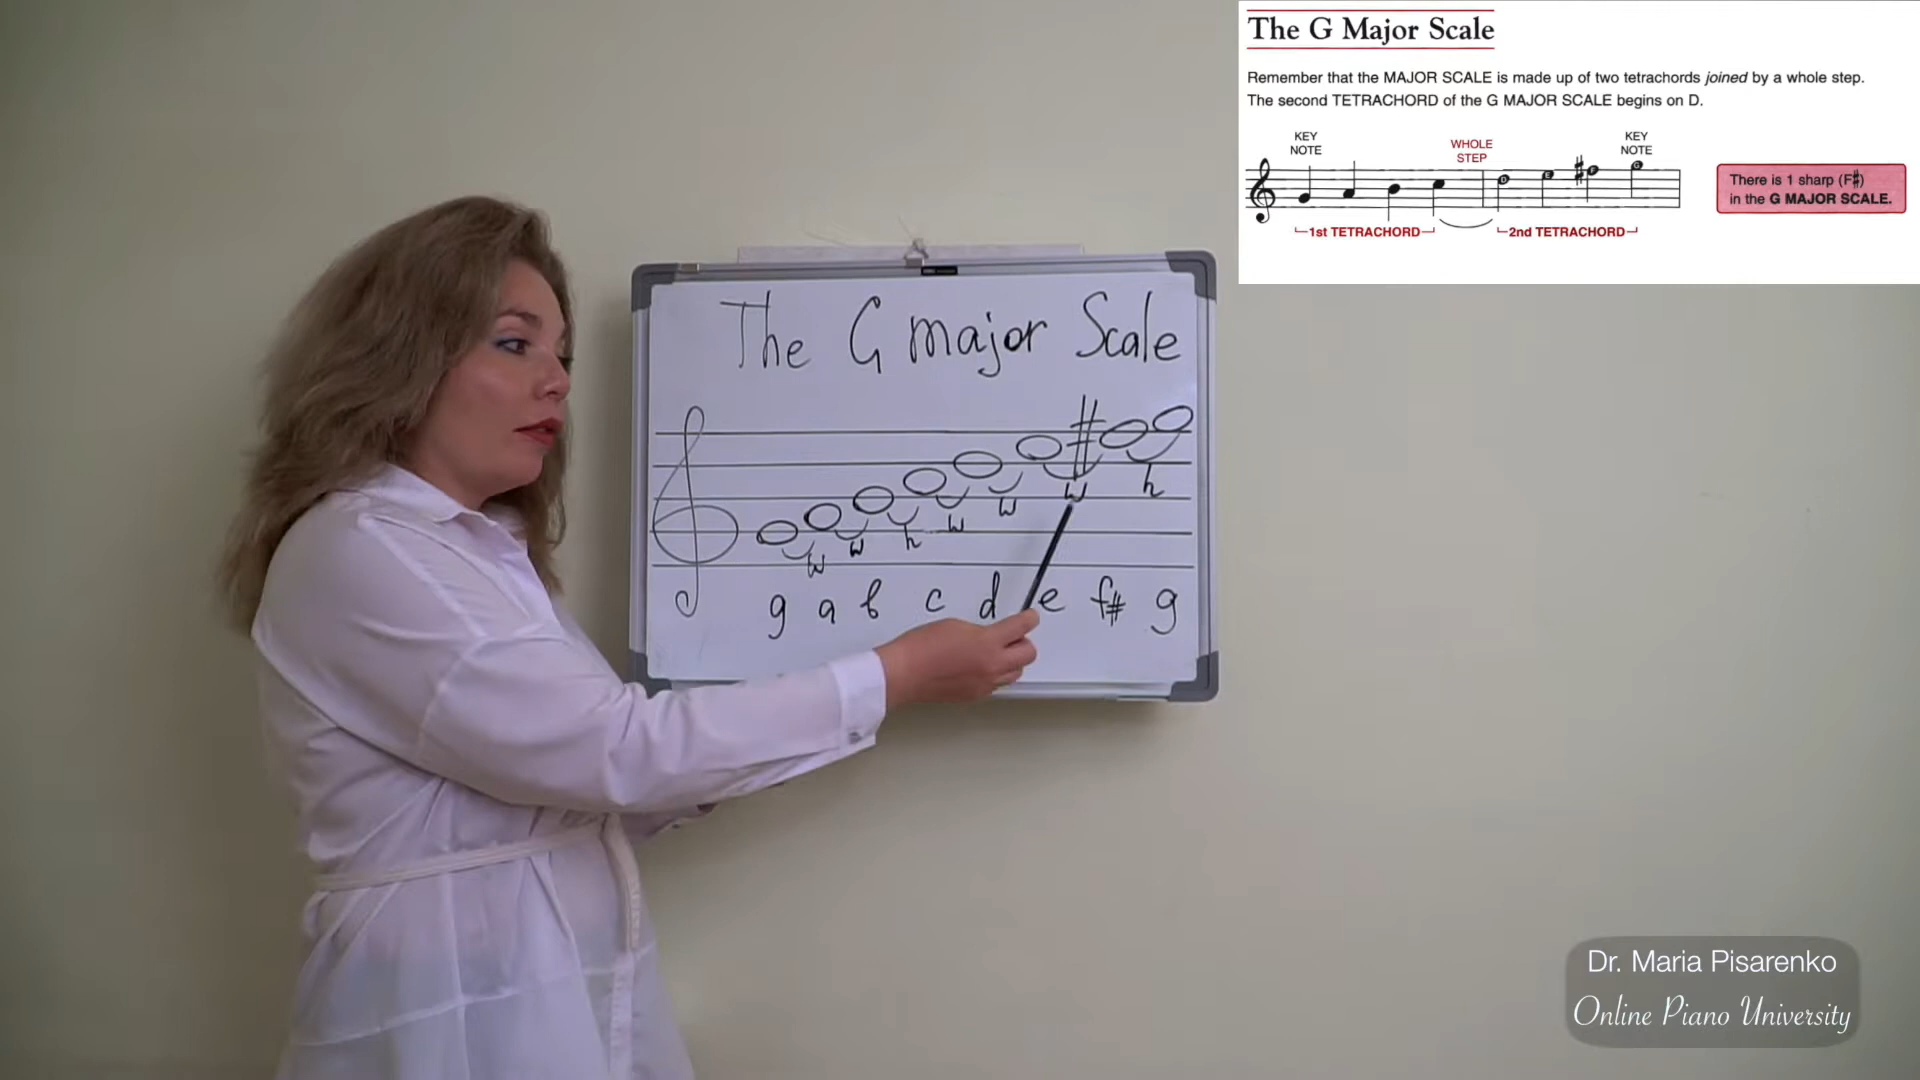 The G Major Scale
Remember that the MAJOR SCALE is made up of two tetrachords joined by a whole step.
The second TETRACHORD of the G MAJOR SCALE begins on D.
KEY
NOTE
WHOLE
STEP
KEY
NOTE
D E G
1st TETRACHORD
2nd TETRACHORD
There is 1 sharp (F♯)
in the G MAJOR SCALE.
The G major Scale
w w h w w w h
g a b c d e f# g
Dr. Maria Pisarenko
Online Piano University